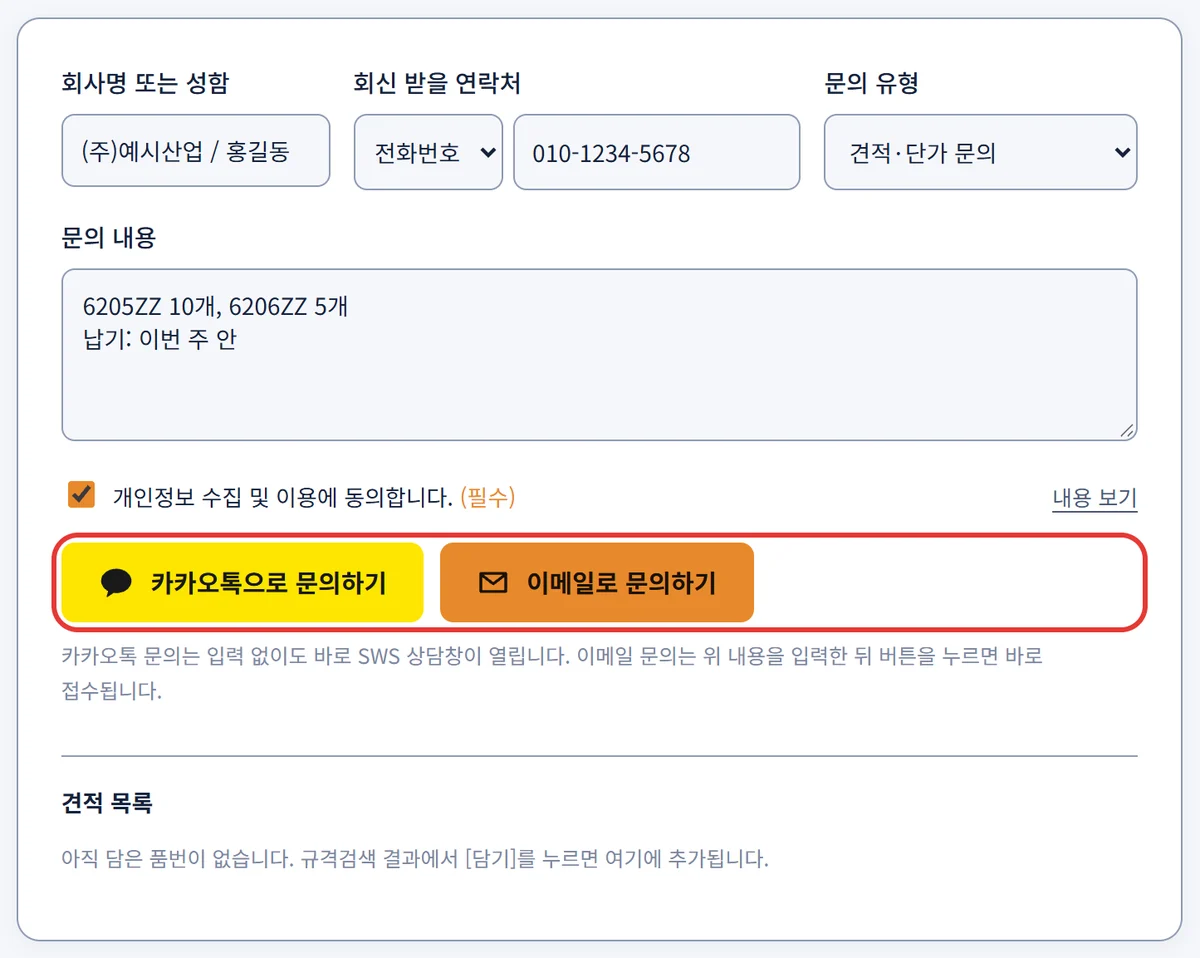 회사명 또는 성함
회신 받을 연락처
문의 유형
(주)예시산업 / 홍길동
전화번호
010-1234-5678
견적·단가 문의
문의 내용
6205ZZ 10개, 6206ZZ 5개
납기: 이번 주 안
개인정보 수집 및 이용에 동의합니다. (필수)
내용 보기
카카오톡으로 문의하기
이메일로 문의하기
카카오톡 문의는 입력 없이도 바로 SWS 상담창이 열립니다. 이메일 문의는 위 내용을 입력한 뒤 버튼을 누르면 바로
접수됩니다.
견적 목록
아직 담은 품번이 없습니다. 규격검색 결과에서 [담기]를 누르면 여기에 추가됩니다.